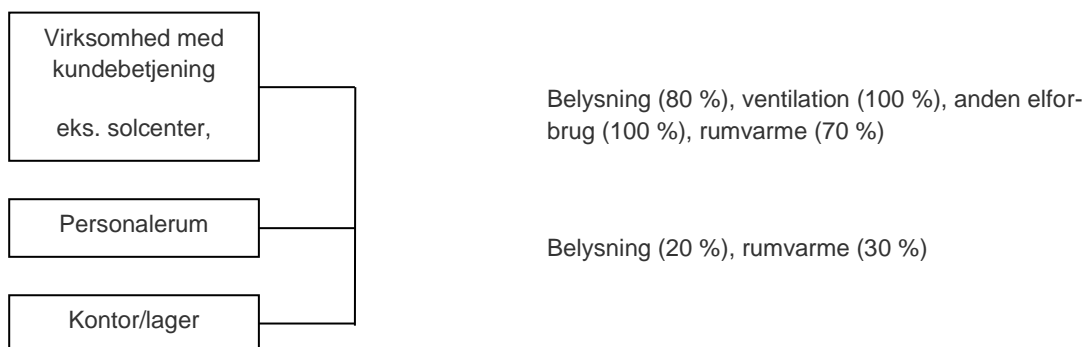 Virksomhed med
kundebetjening
eks. solcenter,
Belysning (80 %), ventilation (100 %), anden elfor-
brug (100 %), rumvarme (70 %)
Personalerum
Belysning (20 %), rumvarme (30 %)
Kontor/lager